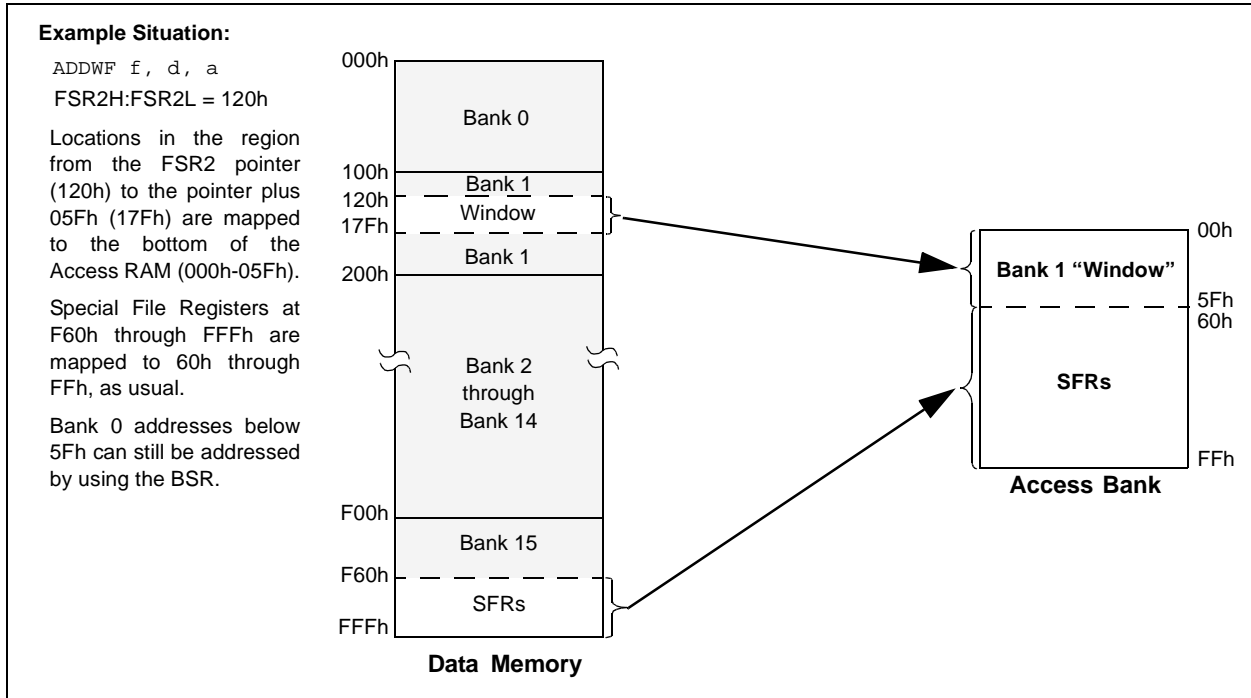 Example Situation:
ADDWF f, d, a
FSR2H:FSR2L = 120h
Locations in the region
from the FSR2 pointer
(120h) to the pointer plus
05Fh (17Fh) are mapped
to the bottom of the
Access RAM (000h-05Fh).
Special File Registers at
F60h through FFFh are
mapped to 60h through
FFh, as usual.
Bank 0 addresses below
5Fh can still be addressed
by using the BSR.
000h
Bank 0
100h
Bank 1
120h
Window
17Fh
Bank 1
200h
Bank 2
through
Bank 14
F00h
Bank 15
F60h
SFRs
FFFh
Data Memory
00h
Bank 1 “Window”
5Fh
60h
SFRs
FFh
Access Bank